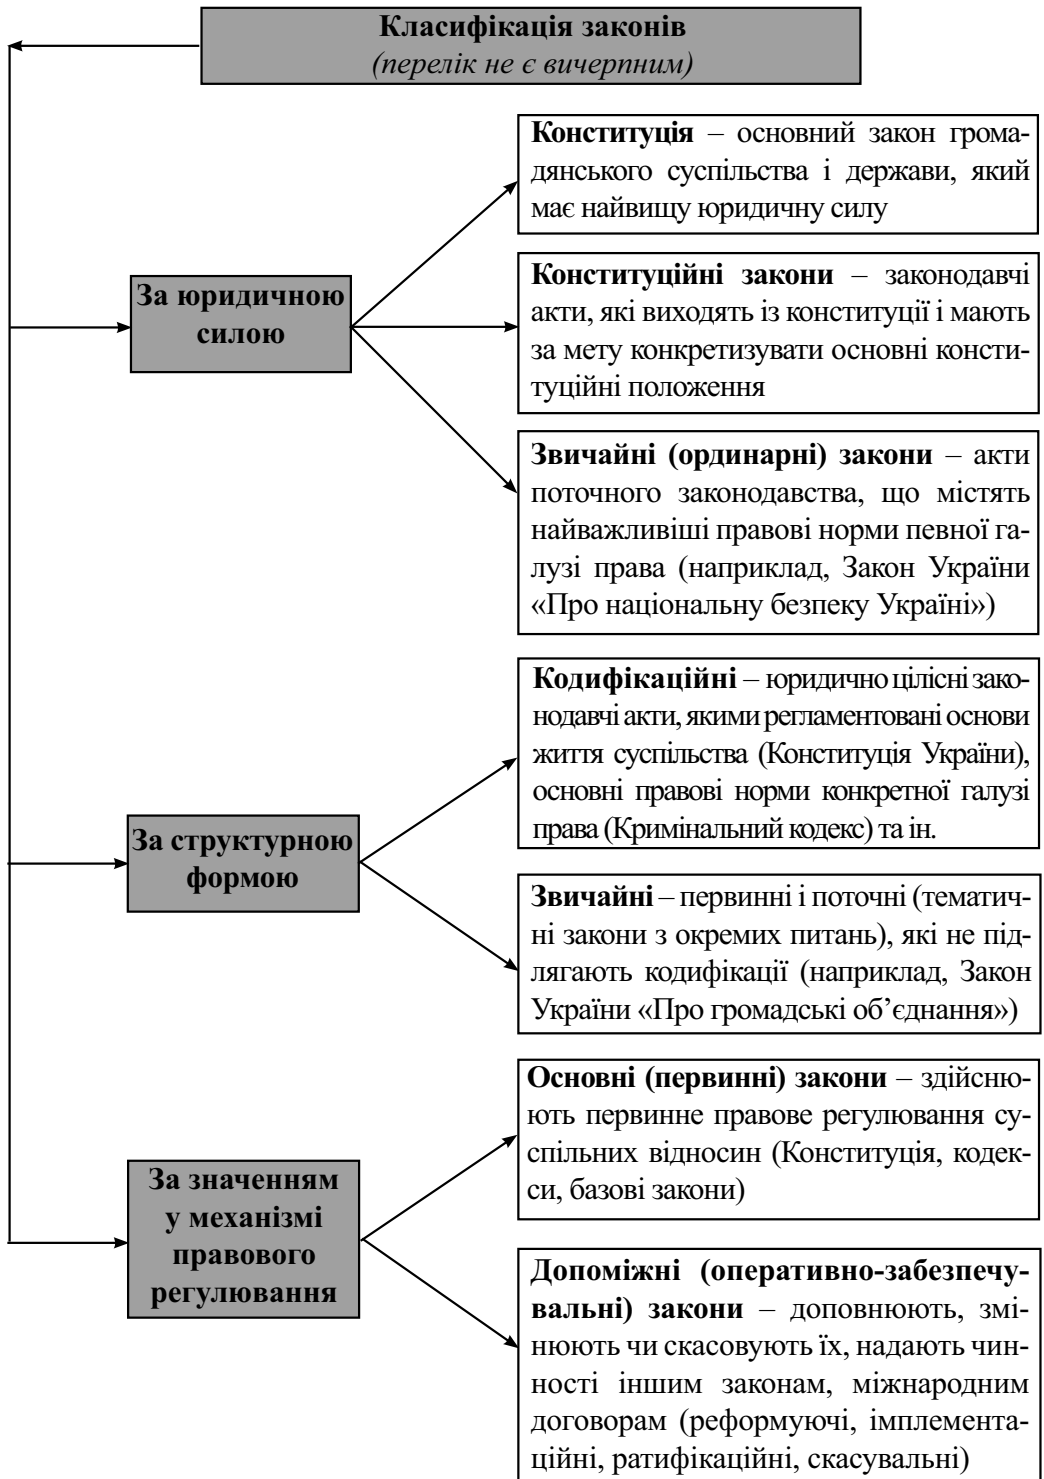 Класифікація законів
(перелік не є вичерпним)
Конституція – основний закон грома-
дянського суспільства і держави, який
має найвищу юридичну силу
За юридичною
силою
Конституційні закони – законодавчі
акти, які виходять із конституції і мають
за мету конкретизувати основні консти-
туційні положення
Звичайні (ординарні) закони – акти
поточного законодавства, що містять
найважливіші правові норми певної га-
лузі права (наприклад, Закон України
«Про національну безпеку Україні»)
За структурною
формою
Кодифікаційні – юридично цілісні зако-
нодавчі акти, якими регламентовані основи
життя суспільства (Конституція України),
основні правові норми конкретної галузі
права (Кримінальний кодекс) та ін.
Звичайні – первинні і поточні (тематич-
ні закони з окремих питань), які не під-
лягають кодифікації (наприклад, Закон
України «Про громадські об’єднання»)
За значенням
у механізмі
правового
регулювання
Основні (первинні) закони – здійсню-
ють первинне правове регулювання су-
спільних відносин (Конституція, кодек-
си, базові закони)
Допоміжні (оперативно-забезпечу-
вальні) закони – доповнюють, змі-
нюють чи скасовують їх, надають чин-
ності іншим законам, міжнародним
договорам (реформуючі, імплемента-
ційні, ратифікаційні, скасувальні)